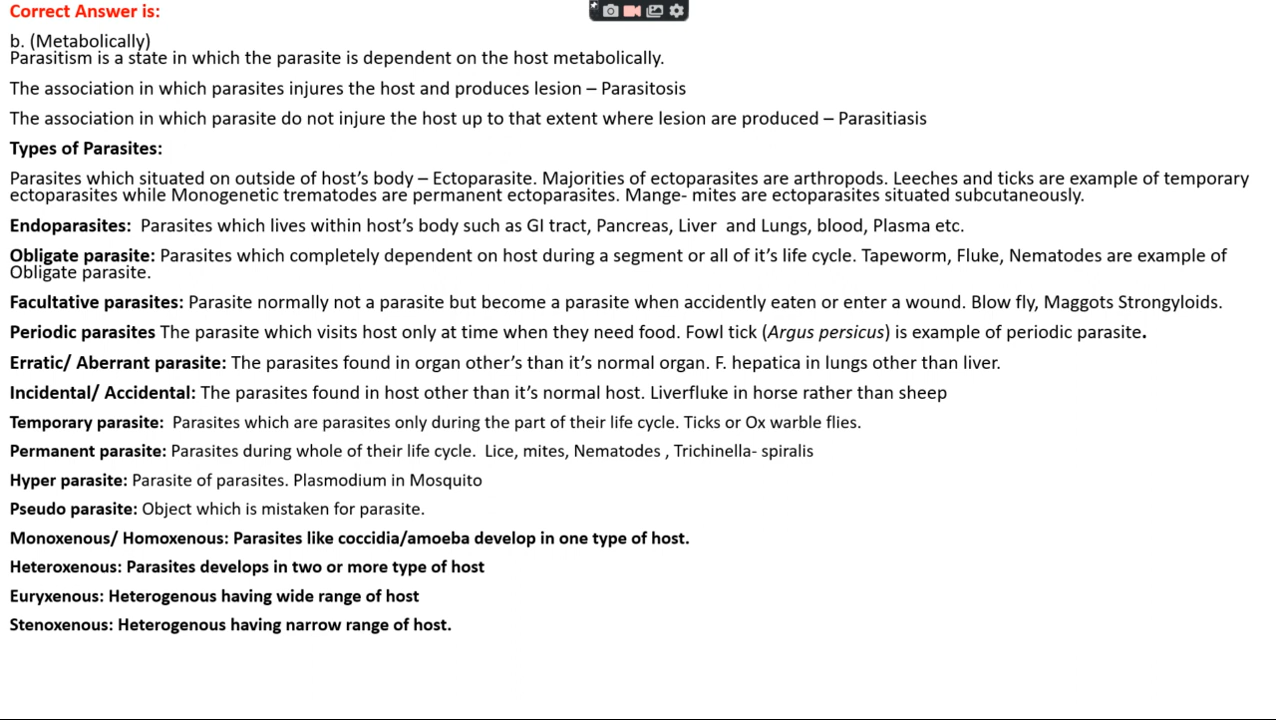 Correct Answer is:
b. (Metabolically)
Parasitism is a state in which the parasite is dependent on the host metabolically.
The association in which parasites injures the host and produces lesion – Parasitosis
The association in which parasite do not injure the host up to that extent where lesion are produced – Parasitiasis
Types of Parasites:
Parasites which situated on outside of host’s body – Ectoparasite. Majorities of ectoparasites are arthropods. Leeches and ticks are example of temporary
ectoparasites while Monogenetic trematodes are permanent ectoparasites. Mange- mites are ectoparasites situated subcutaneously.
Endoparasites:  Parasites which lives within host’s body such as GI tract, Pancreas, Liver  and Lungs, blood, Plasma etc.
Obligate parasite: Parasites which completely dependent on host during a segment or all of it’s life cycle. Tapeworm, Fluke, Nematodes are example of
Obligate parasite.
Facultative parasites: Parasite normally not a parasite but become a parasite when accidently eaten or enter a wound. Blow fly, Maggots Strongyloids.
Periodic parasites The parasite which visits host only at time when they need food. Fowl tick (Argus persicus) is example of periodic parasite.
Erratic/ Aberrant parasite: The parasites found in organ other’s than it’s normal organ. F. hepatica in lungs other than liver.
Incidental/ Accidental: The parasites found in host other than it’s normal host. Liverfluke in horse rather than sheep
Temporary parasite:  Parasites which are parasites only during the part of their life cycle. Ticks or Ox warble flies.
Permanent parasite: Parasites during whole of their life cycle.  Lice, mites, Nematodes , Trichinella- spiralis
Hyper parasite: Parasite of parasites. Plasmodium in Mosquito
Pseudo parasite: Object which is mistaken for parasite.
Monoxenous/ Homoxenous: Parasites like coccidia/amoeba develop in one type of host.
Heteroxenous: Parasites develops in two or more type of host
Euryxenous: Heterogenous having wide range of host
Stenoxenous: Heterogenous having narrow range of host.